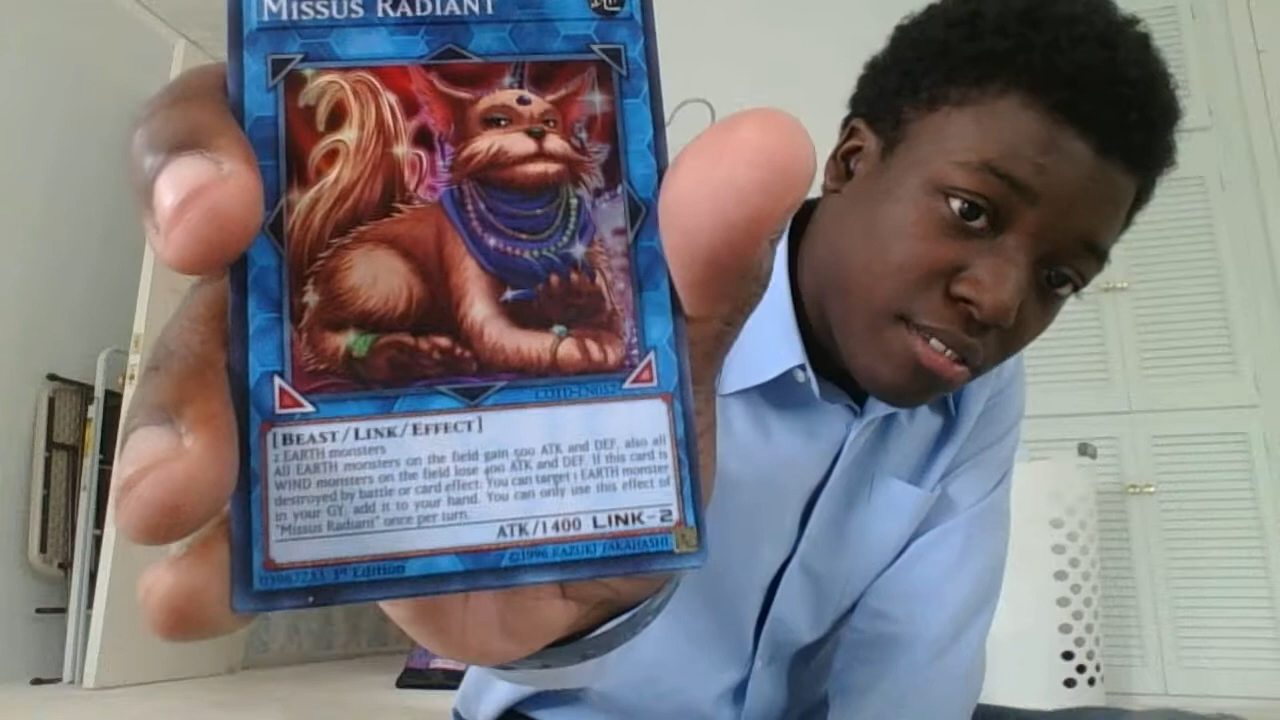 MISSUS RADIANT
地
COTD-EN052
[BEAST/LINK/EFFECT]
2 EARTH monsters
All EARTH monsters on the field gain 500 ATK and DEF, also all
WIND monsters on the field lose 400 ATK and DEF. If this card is
destroyed by battle or card effect: You can target 1 EARTH monster
in your GY; add it to your hand. You can only use this effect of
"Missus Radiant" once per turn.
ATK/1400 LINK-2
03987233 1st Edition
©1996 KAZUKI TAKAHASHI